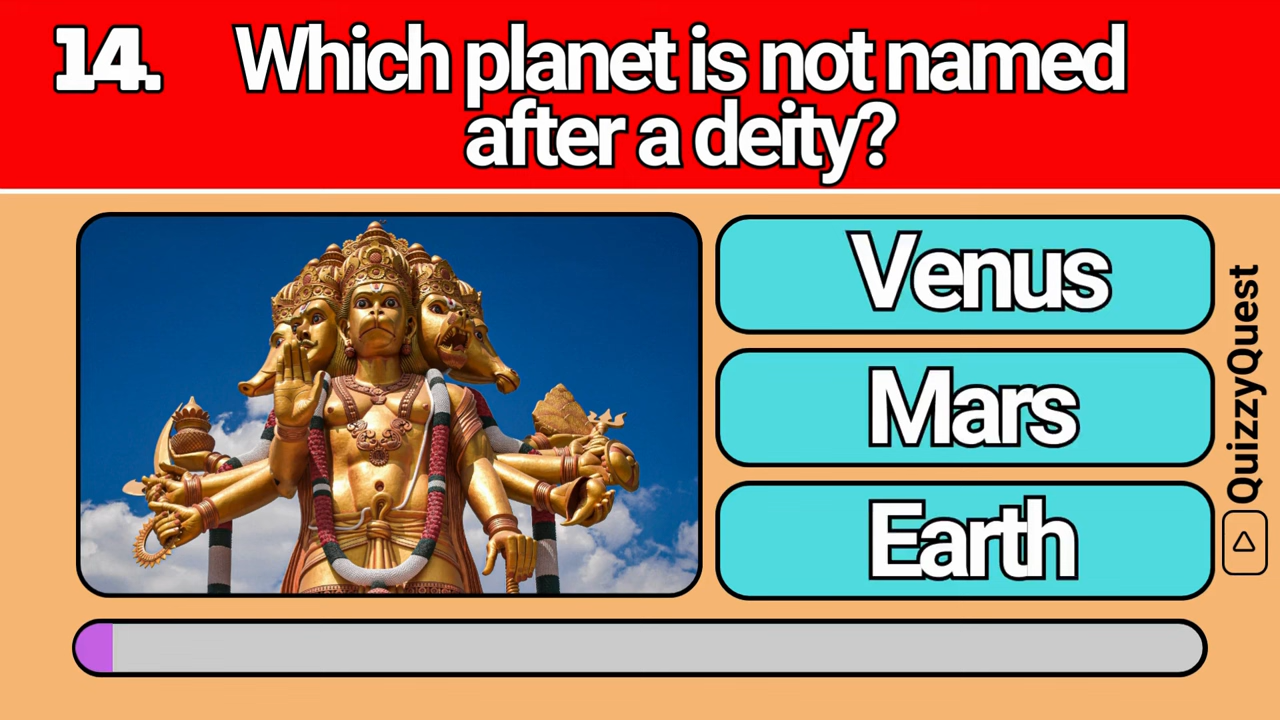 14. Which planet is not named
after a deity?
Venus
Mars
Earth
QuizzyQuest